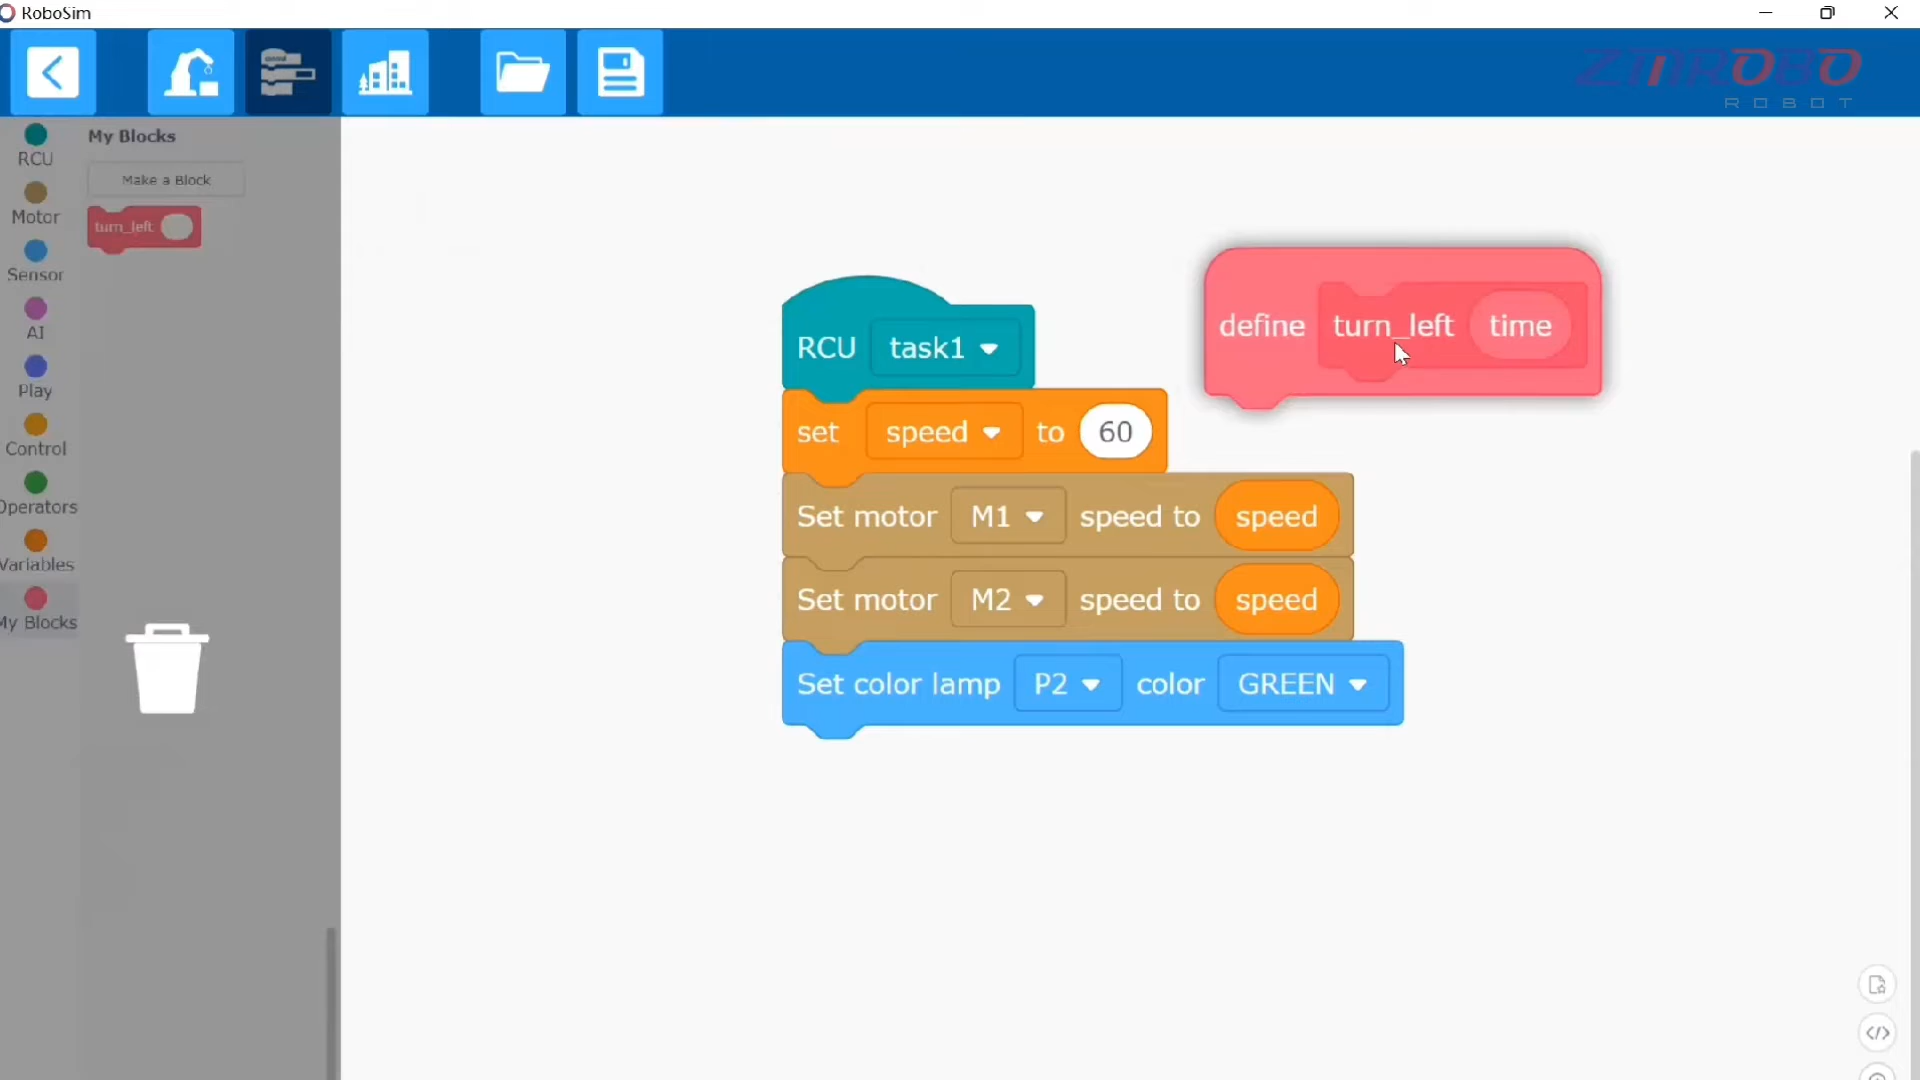 RoboSim
ZMROBO
ROBOT
RCU
Motor
Sensor
AI
Play
Control
Operators
Variables
My Blocks
My Blocks
Make a Block
turn_left
RCU task1
set speed to 60
Set motor M1 speed to speed
Set motor M2 speed to speed
Set color lamp P2 color GREEN
define turn_left time